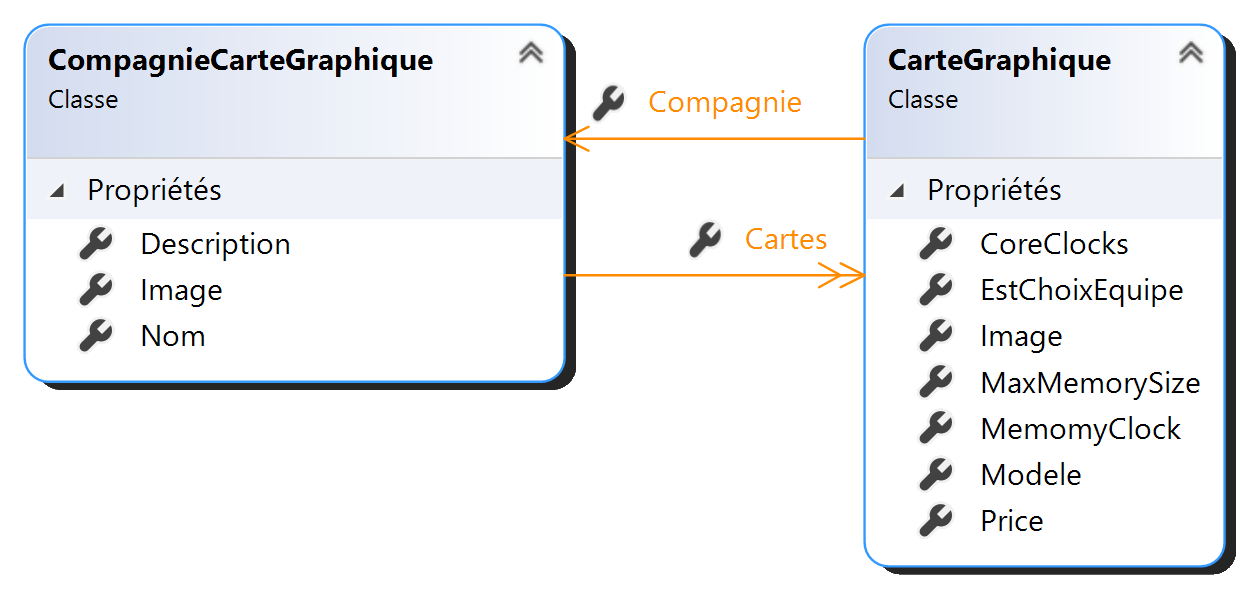 CompagnieCarteGraphique
Classe
Propriétés
Description
Image
Nom
Compagnie
Cartes
CarteGraphique
Classe
Propriétés
CoreClocks
EstChoixEquipe
Image
MaxMemorySize
MemomyClock
Modele
Price